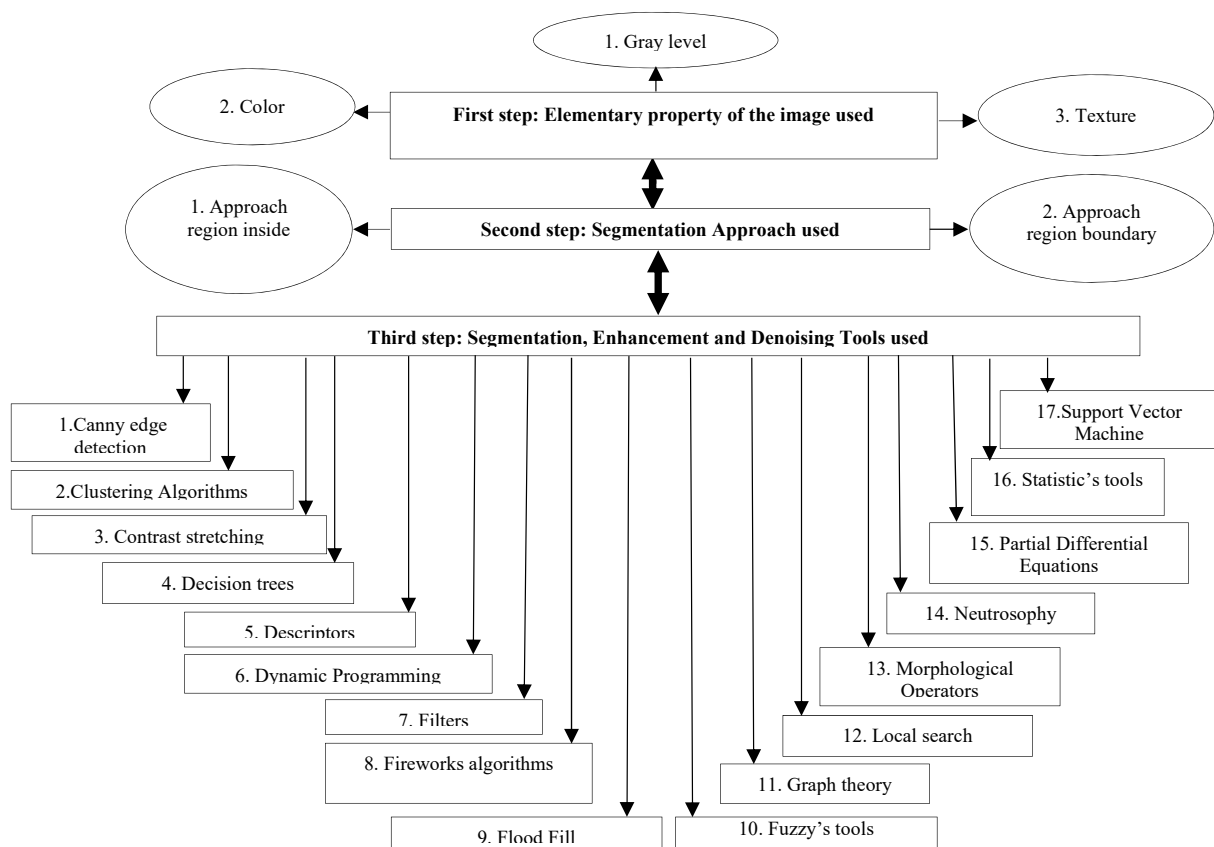 1. Gray level
2. Color
First step: Elementary property of the image used
3. Texture
1. Approach
region inside
Second step: Segmentation Approach used
2. Approach
region boundary
Third step: Segmentation, Enhancement and Denoising Tools used
1.Canny edge
detection
2.Clustering Algorithms
3. Contrast stretching
4. Decision trees
5. Descriptors
6. Dynamic Programming
7. Filters
8. Fireworks algorithms
9. Flood Fill
10. Fuzzy's tools
11. Graph theory
12. Local search
13. Morphological
Operators
14. Neutrosophy
15. Partial Differential
Equations
16. Statistic’s tools
17.Support Vector
Machine